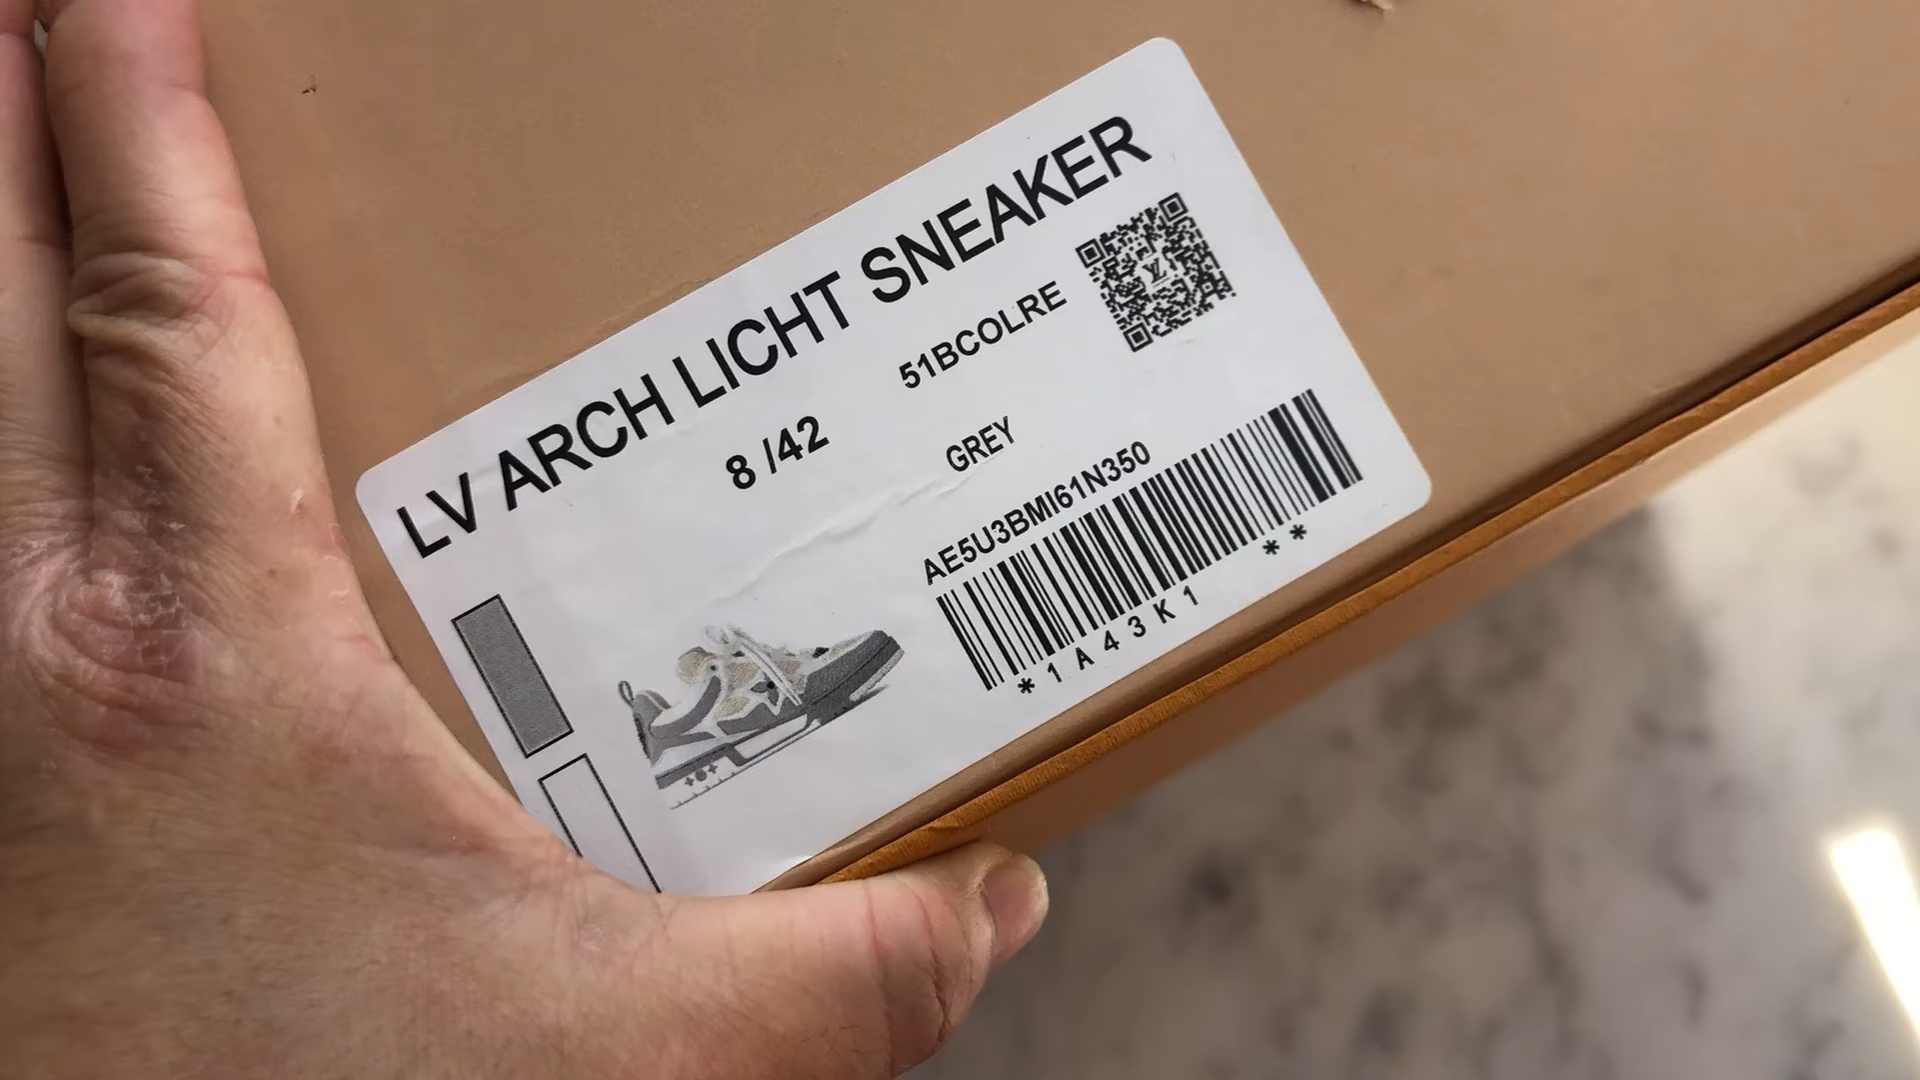 LV ARCH LICHT SNEAKER
8 /42
51BCOLRE
GREY
AE5U3BMI61N350
*1A43K1 **